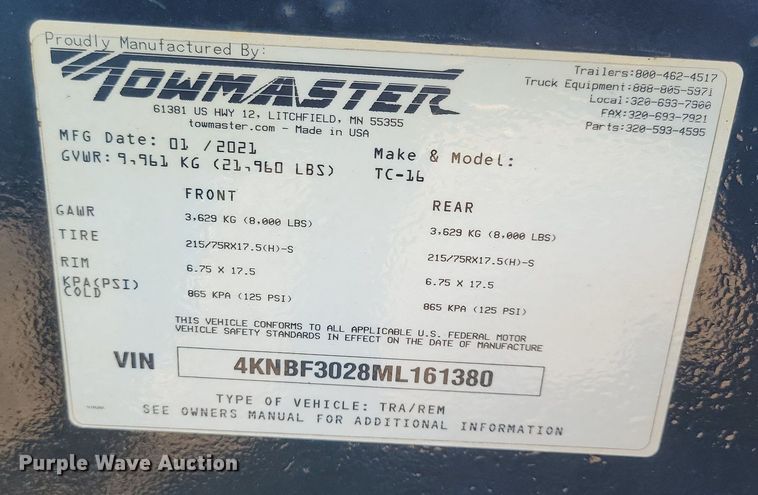 Proudly Manufactured By:
TOWMASTER
61381 US HWY 12, LITCHFIELD, MN 55355
towmaster.com - Made in USA
Trailers:800-462-4517
Truck Equipment:888-805-5971
Local:320-693-7900
FAX:320-693-7921
Parts:320-593-4595
MFG Date: 01 /2021
GVWR: 9,961 KG (21,960 LBS)
Make & Model:
TC-16
FRONT REAR
GAWR 3,629 KG (8,000 LBS) 3,629 KG (8,000 LBS)
TIRE 215/75RX17.5(H)-S 215/75RX17.5(H)-S
RIM 6.75 X 17.5 6.75 X 17.5
KPA(PSI)
COLD 865 KPA (125 PSI) 865 KPA (125 PSI)
THIS VEHICLE CONFORMS TO ALL APPLICABLE U.S. FEDERAL MOTOR
VEHICLE SAFETY STANDARDS IN EFFECT ON THE DATE OF MANUFACTURE
VIN 4KNBF3028ML161380
TYPE OF VEHICLE: TRA/REM
SEE OWNERS MANUAL FOR ADDITIONAL INFORMATION
Purple Wave Auction